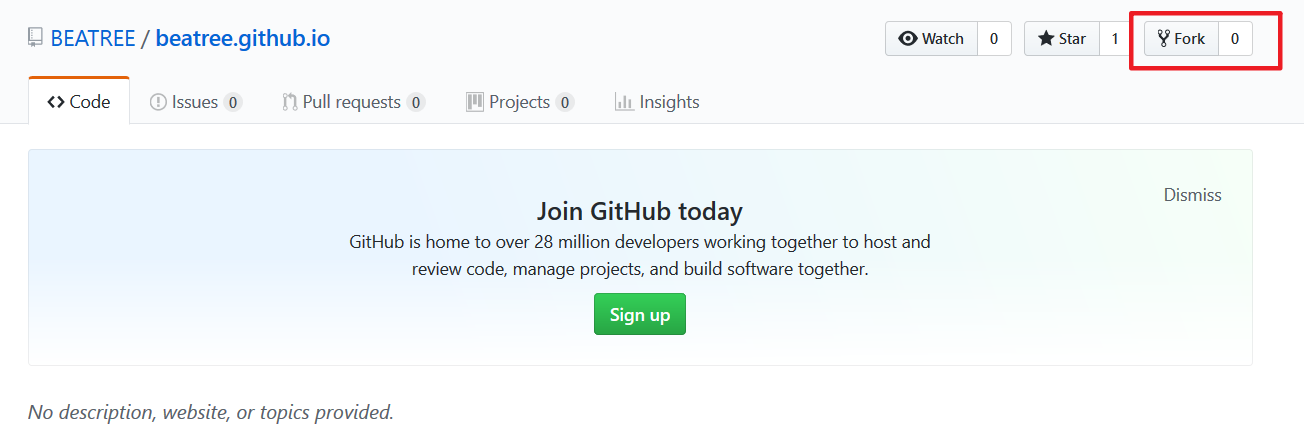 BEATREE / beatree.github.io Watch 0 Star 1 Fork 0
Code Issues 0 Pull requests 0 Projects 0 Insights
Dismiss
Join GitHub today
GitHub is home to over 28 million developers working together to host and
review code, manage projects, and build software together.
Sign up
No description, website, or topics provided.